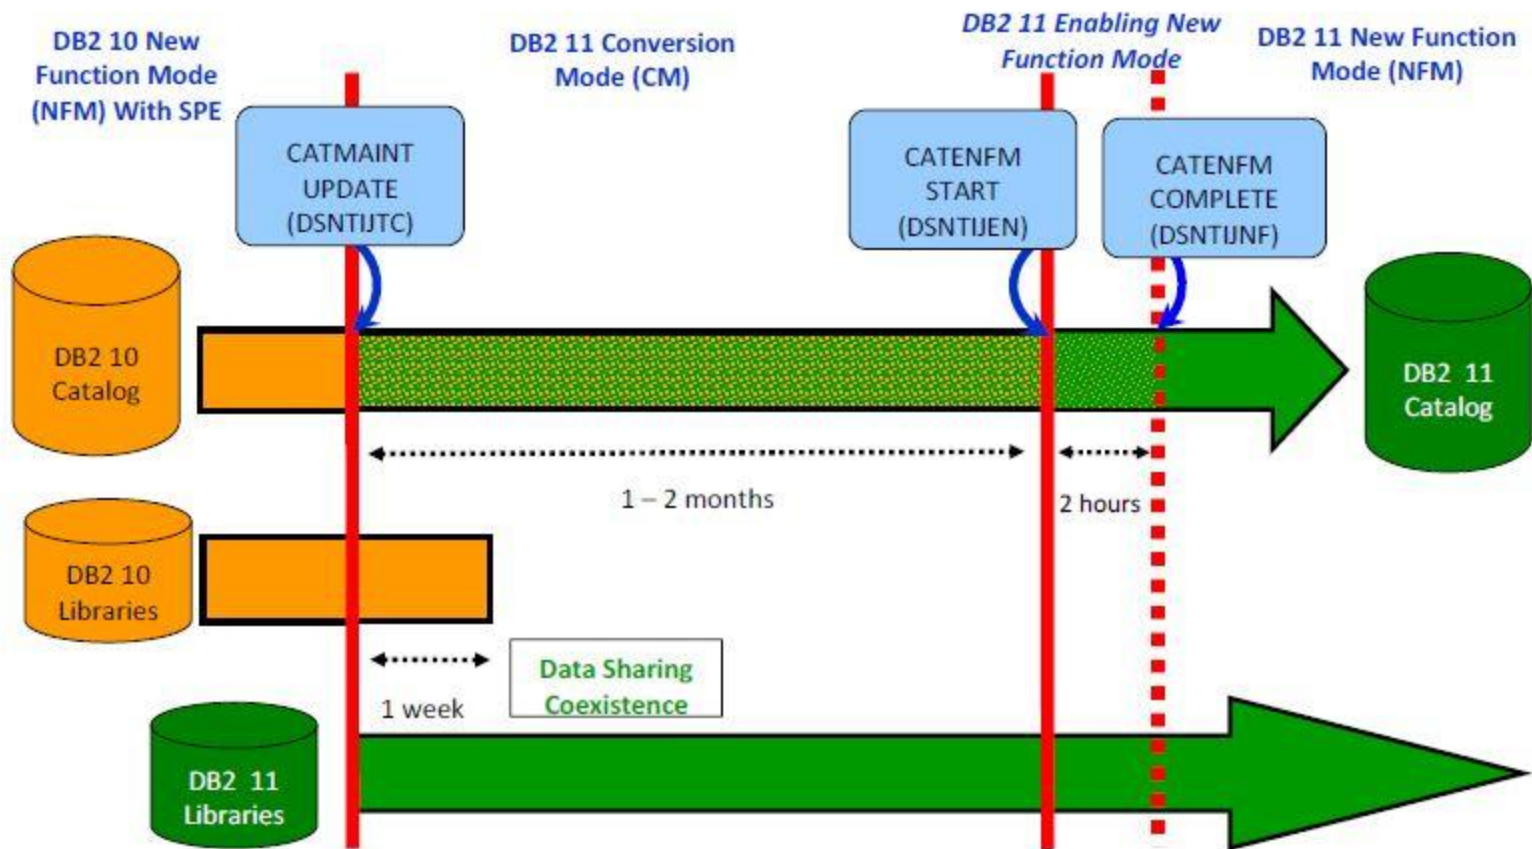 DB2 10 New
Function Mode
(NFM) With SPE
DB2 11 Conversion
Mode (CM)
DB2 11 Enabling New
Function Mode
DB2 11 New Function
Mode (NFM)
CATMAINT
UPDATE
(DSNTIJTC)
CATENFM
START
(DSNTIJEN)
CATENFM
COMPLETE
(DSNTIJNF)
DB2 10
Catalog
DB2 11
Catalog
1 – 2 months
2 hours
DB2 10
Libraries
Data Sharing
Coexistence
1 week
DB2 11
Libraries